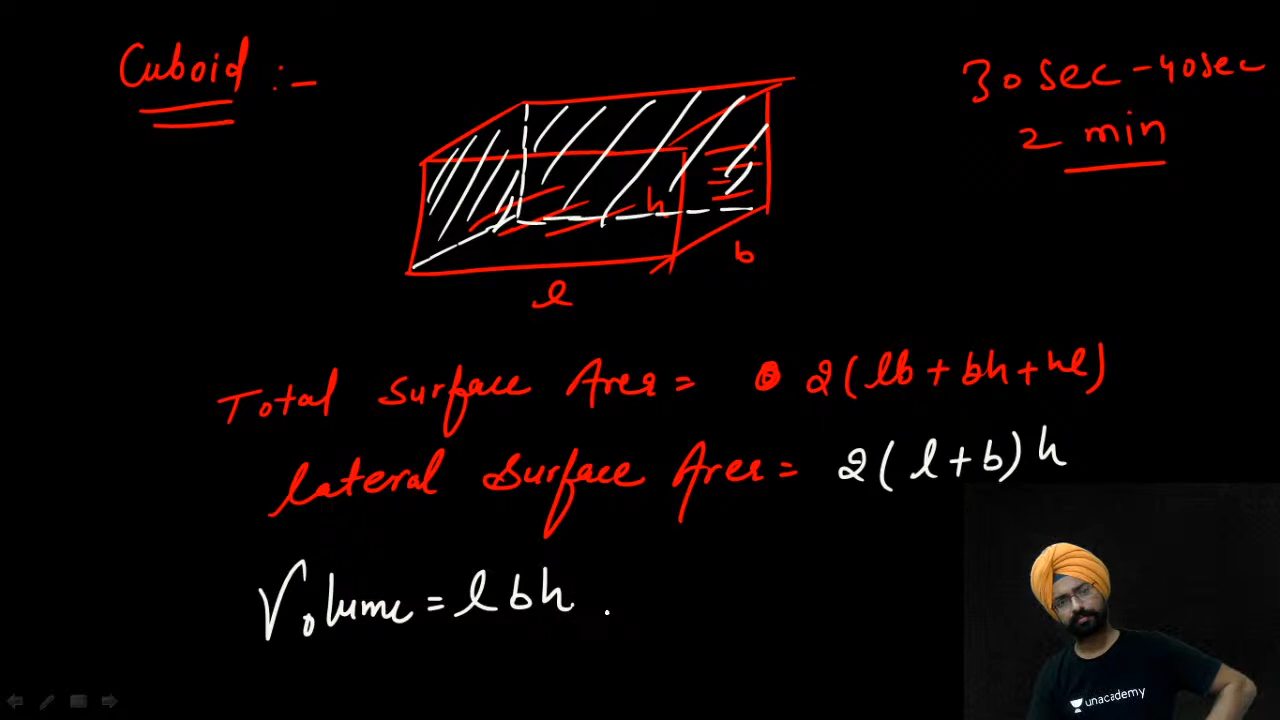 Cuboid :-
30 sec - 40 sec
2 min
h
b
l
Total Surface Area = 2(lb + bh + hl)
Lateral Surface Area = 2(l + b)h
Volume = lbh
unacademy